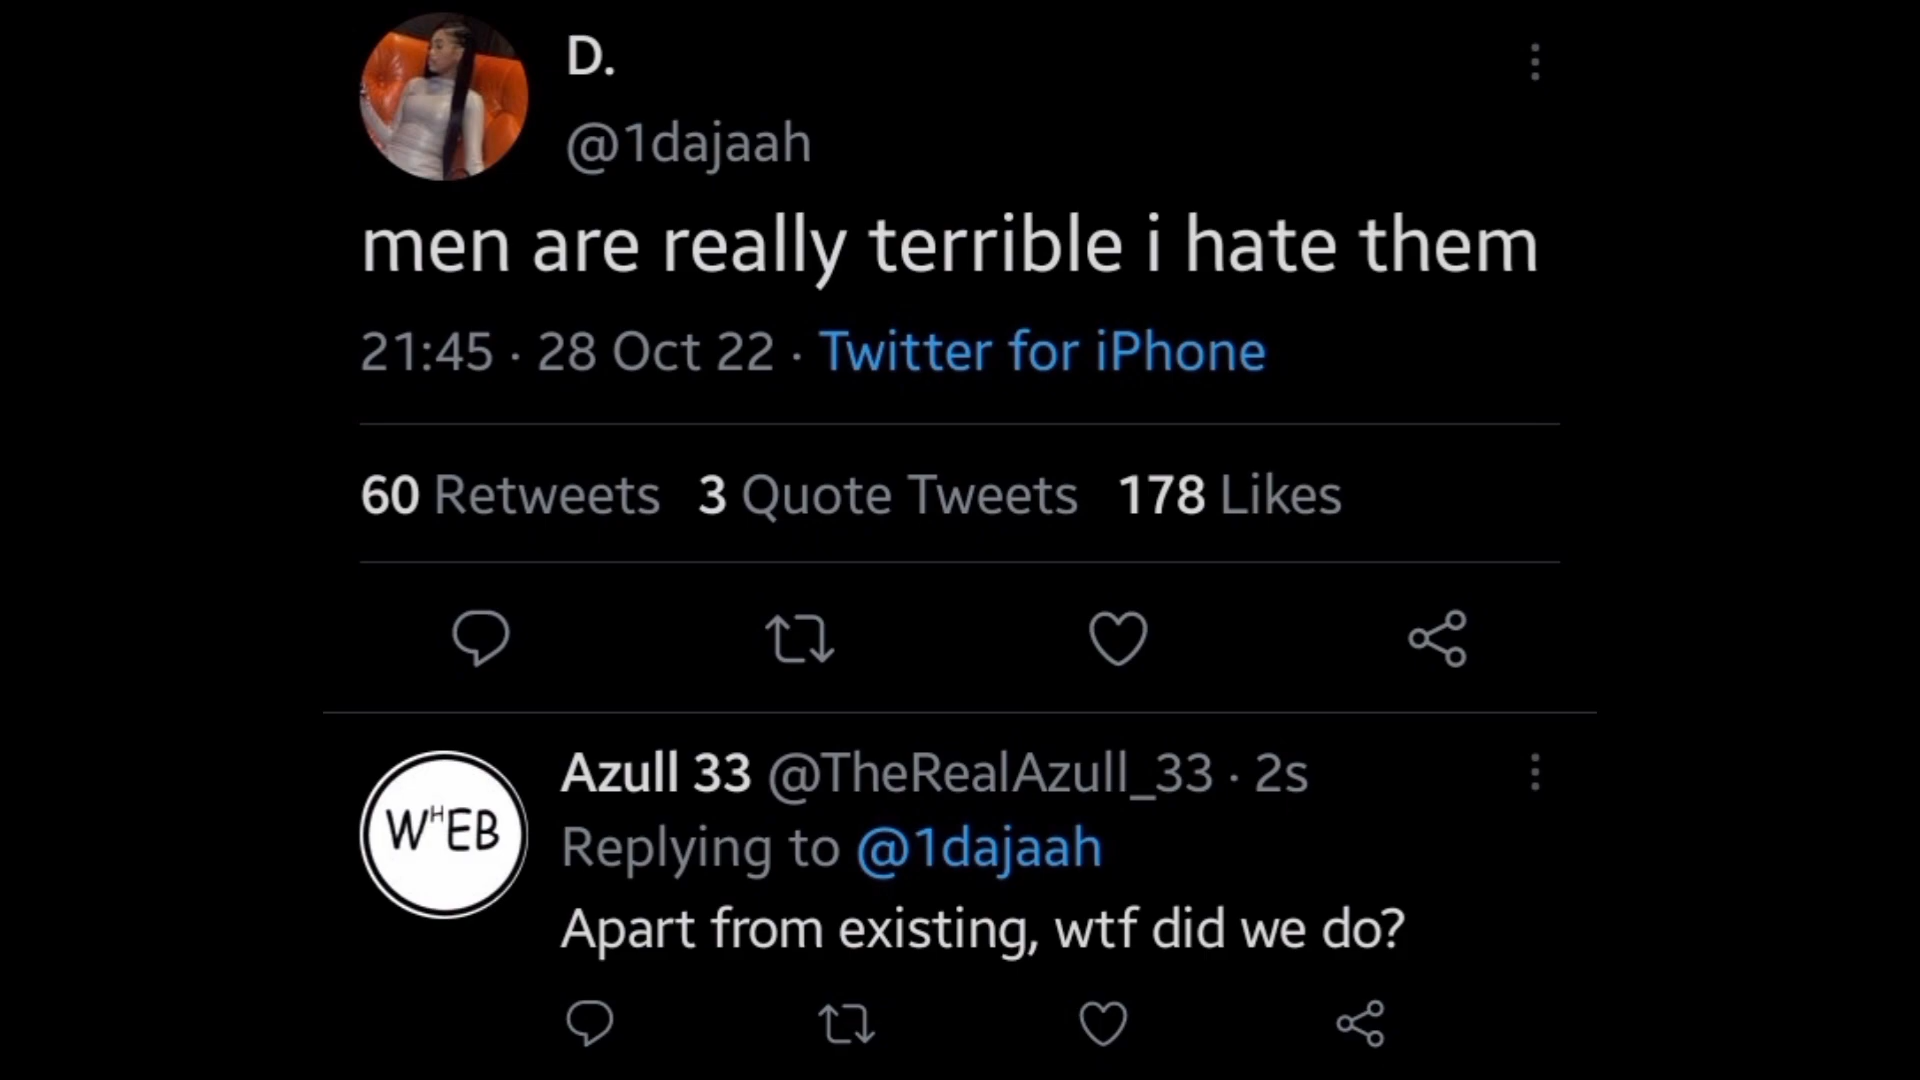 D.
@1dajaah
men are really terrible i hate them
21:45 · 28 Oct 22 · Twitter for iPhone
60 Retweets 3 Quote Tweets 178 Likes
WHEB
Azull 33 @TheRealAzull_33 · 2s
Replying to @1dajaah
Apart from existing, wtf did we do?